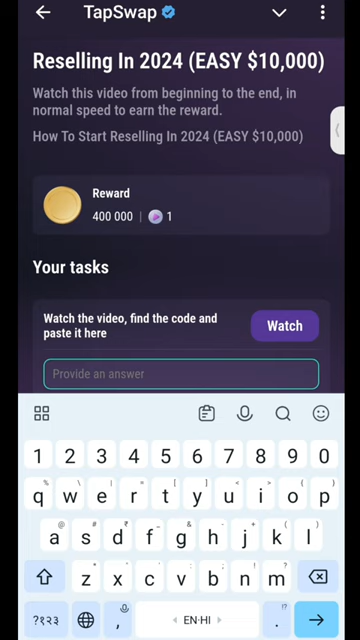 TapSwap
Reselling In 2024 (EASY $10,000)
Watch this video from beginning to the end, in
normal speed to earn the reward.
How To Start Reselling In 2024 (EASY $10,000)
Reward
400 000 | 1
Your tasks
Watch the video, find the code and
paste it here
Watch
Provide an answer
1 2 3 4 5 6 7 8 9 0
% \ | = [ ] < > { }
q w e r t y u i o p
@ # ₹ _ & - + ( )
a s d f g h j k l
* " ' : ; ! ?
z x c v b n m
?१२३ , EN·HI . !?